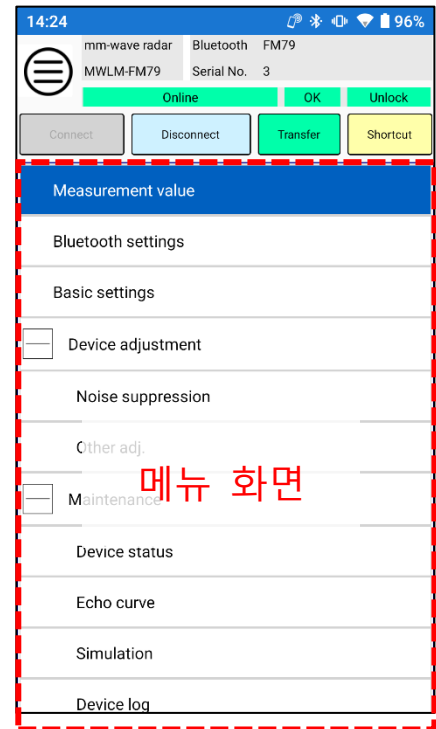 14:24 96%
mm-wave radar Bluetooth FM79
MWLM-FM79 Serial No. 3
Online OK Unlock
Connect Disconnect Transfer Shortcut
Measurement value
Bluetooth settings
Basic settings
Device adjustment
Noise suppression
Other adj.
메뉴 화면
Maintenance
Device status
Echo curve
Simulation
Device log